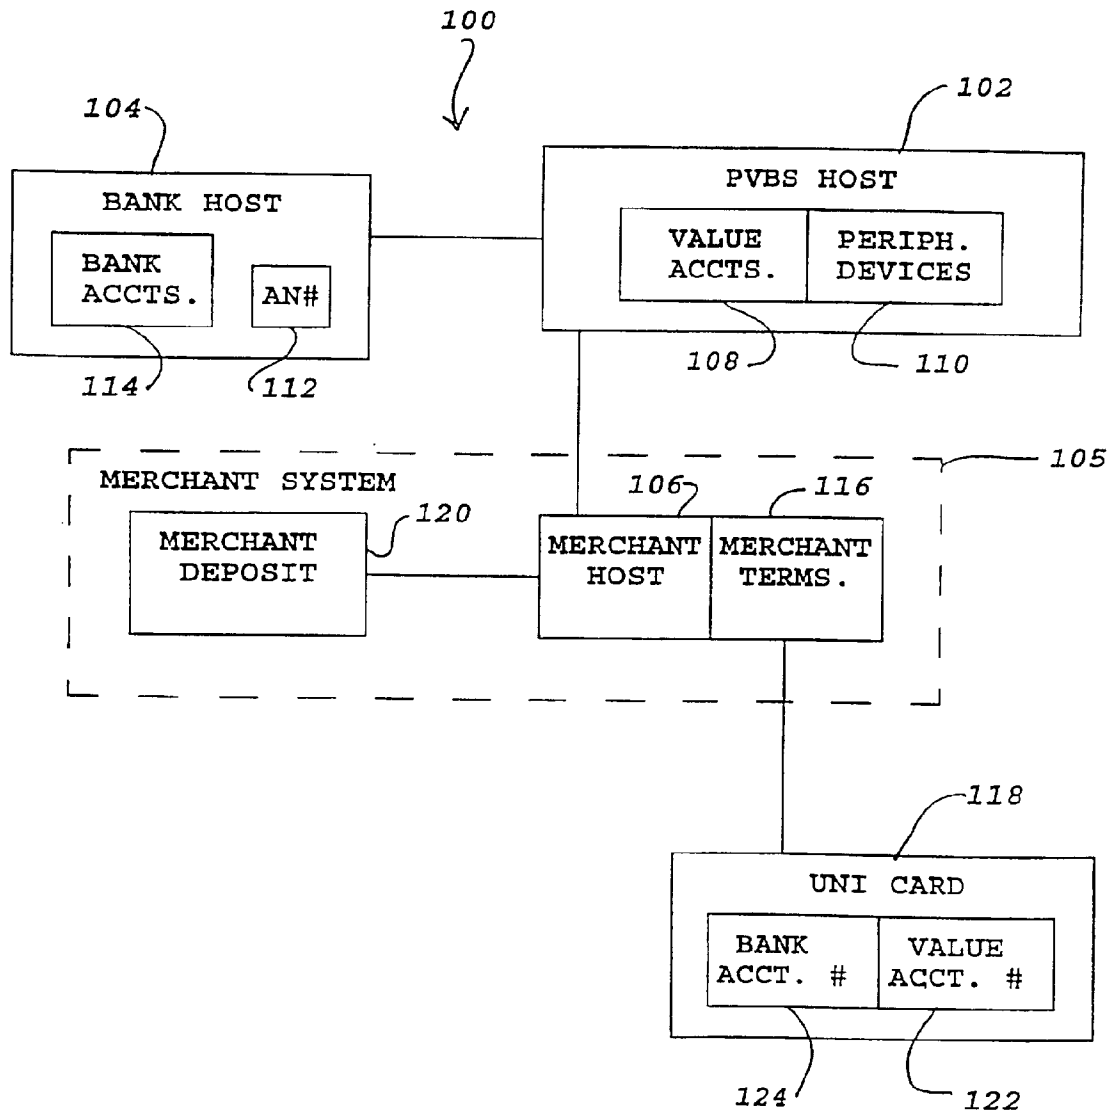 100
104
102
BANK HOST
PVBS HOST
BANK
ACCTS.
AN#
VALUE
ACCTS.
PERIPH.
DEVICES
114
112
108
110
105
MERCHANT SYSTEM
106
116
120
MERCHANT
DEPOSIT
MERCHANT
HOST
MERCHANT
TERMS.
118
UNI CARD
BANK
ACCT. #
VALUE
ACCT. #
124
122